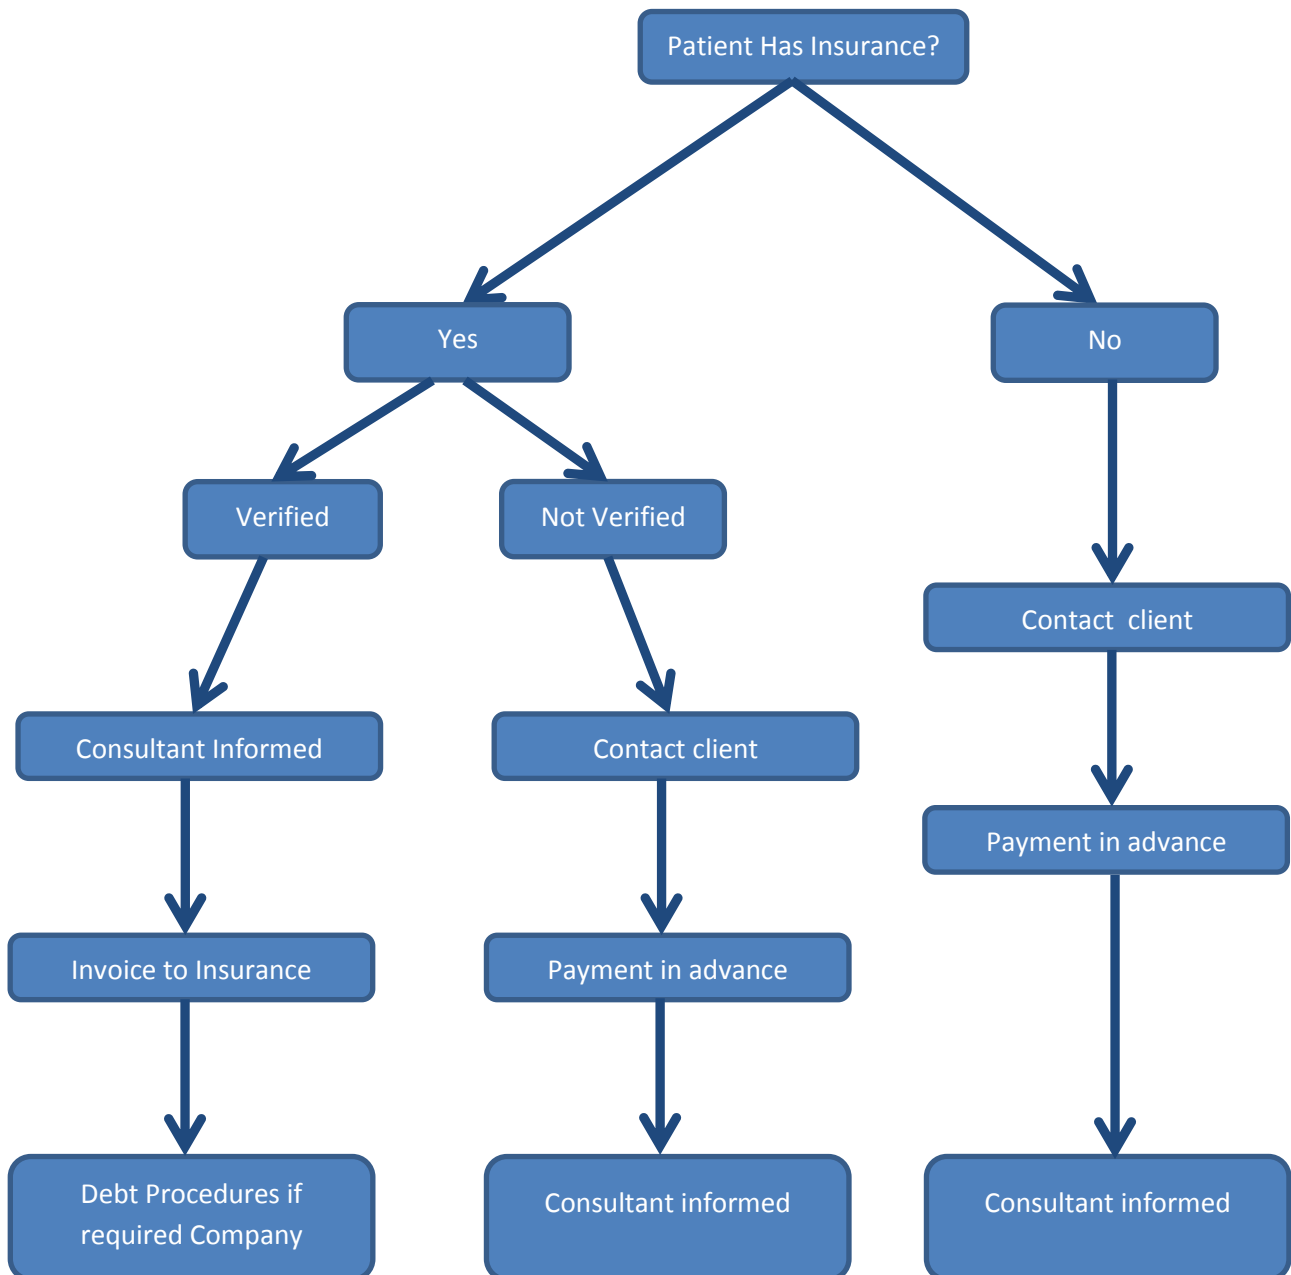 Patient Has Insurance?
Yes
No
Verified
Not Verified
Contact  client
Consultant Informed
Contact client
Payment in advance
Invoice to Insurance
Payment in advance
Debt Procedures if
required Company
Consultant informed
Consultant informed